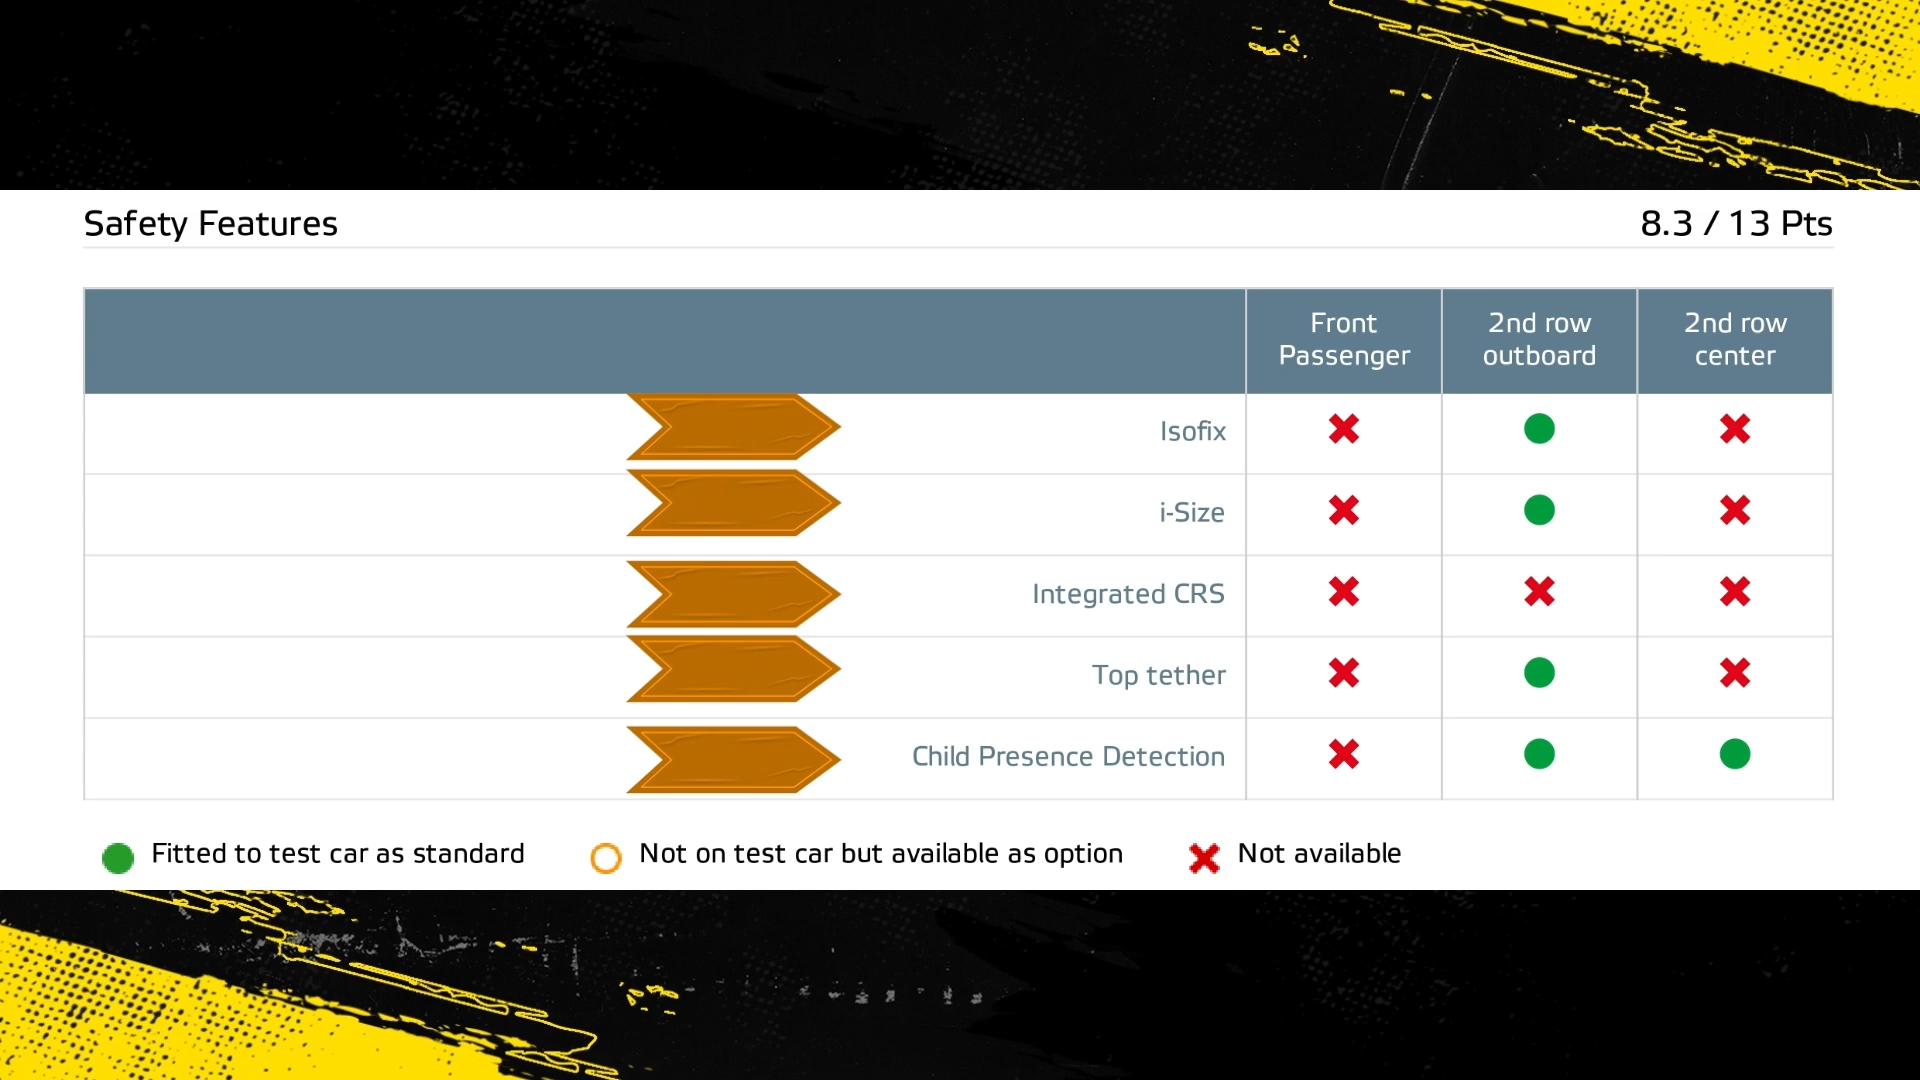 Safety Features
8.3 / 13 Pts
Front
Passenger
2nd row
outboard
2nd row
center
Isofix
i-Size
Integrated CRS
Top tether
Child Presence Detection
Fitted to test car as standard
Not on test car but available as option
Not available